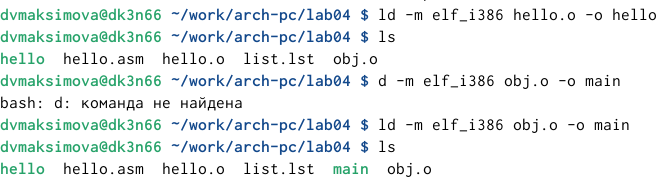 dvmaksimova@dk3n66 ~/work/arch-pc/lab04 $ ld -m elf_i386 hello.o -o hello
dvmaksimova@dk3n66 ~/work/arch-pc/lab04 $ ls
hello  hello.asm  hello.o  list.lst  obj.o
dvmaksimova@dk3n66 ~/work/arch-pc/lab04 $ d -m elf_i386 obj.o -o main
bash: d: команда не найдена
dvmaksimova@dk3n66 ~/work/arch-pc/lab04 $ ld -m elf_i386 obj.o -o main
dvmaksimova@dk3n66 ~/work/arch-pc/lab04 $ ls
hello  hello.asm  hello.o  list.lst  main  obj.o